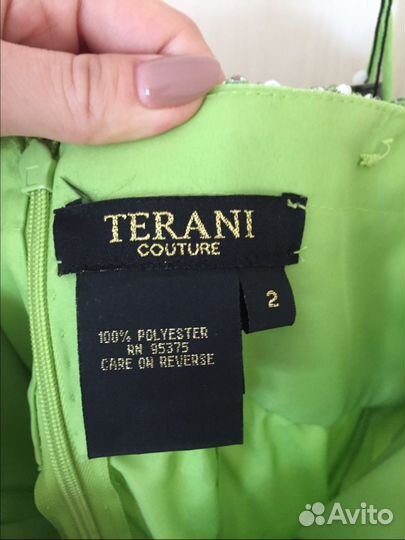 TERANI
COUTURE
2
100% POLYESTER
RN 95375
CARE ON REVERSE
Avito